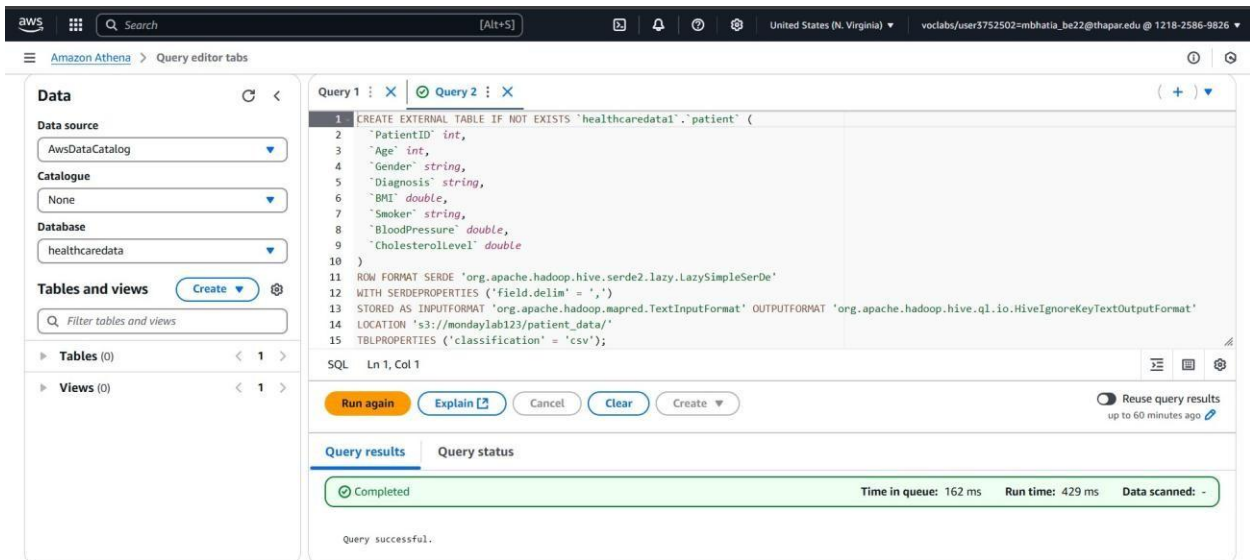 aws Search [Alt+S] United States (N. Virginia) ▼ voclabs/user3752502=mbhatia_be22@thapar.edu @ 1218-2586-9826 ▼
Amazon Athena > Query editor tabs
Data
Data source
AwsDataCatalog
Catalogue
None
Database
healthcaredata
Tables and views Create ▼
Filter tables and views
Tables (0) < 1 >
Views (0) < 1 >
Query 1 Query 2
1 CREATE EXTERNAL TABLE IF NOT EXISTS `healthcaredata1`.`patient` (
2 `PatientID` int,
3 `Age` int,
4 `Gender` string,
5 `Diagnosis` string,
6 `BMI` double,
7 `Smoker` string,
8 `BloodPressure` double,
9 `CholesterolLevel` double
10 )
11 ROW FORMAT SERDE 'org.apache.hadoop.hive.serde2.lazy.LazySimpleSerDe'
12 WITH SERDEPROPERTIES ('field.delim' = ',')
13 STORED AS INPUTFORMAT 'org.apache.hadoop.mapred.TextInputFormat' OUTPUTFORMAT 'org.apache.hadoop.hive.ql.io.HiveIgnoreKeyTextOutputFormat'
14 LOCATION 's3://mondaylab123/patient_data/'
15 TBLPROPERTIES ('classification' = 'csv');
SQL Ln 1, Col 1
Run again Explain Cancel Clear Create ▼ Reuse query results
up to 60 minutes ago
Query results Query status
Completed Time in queue: 162 ms Run time: 429 ms Data scanned: -
Query successful.